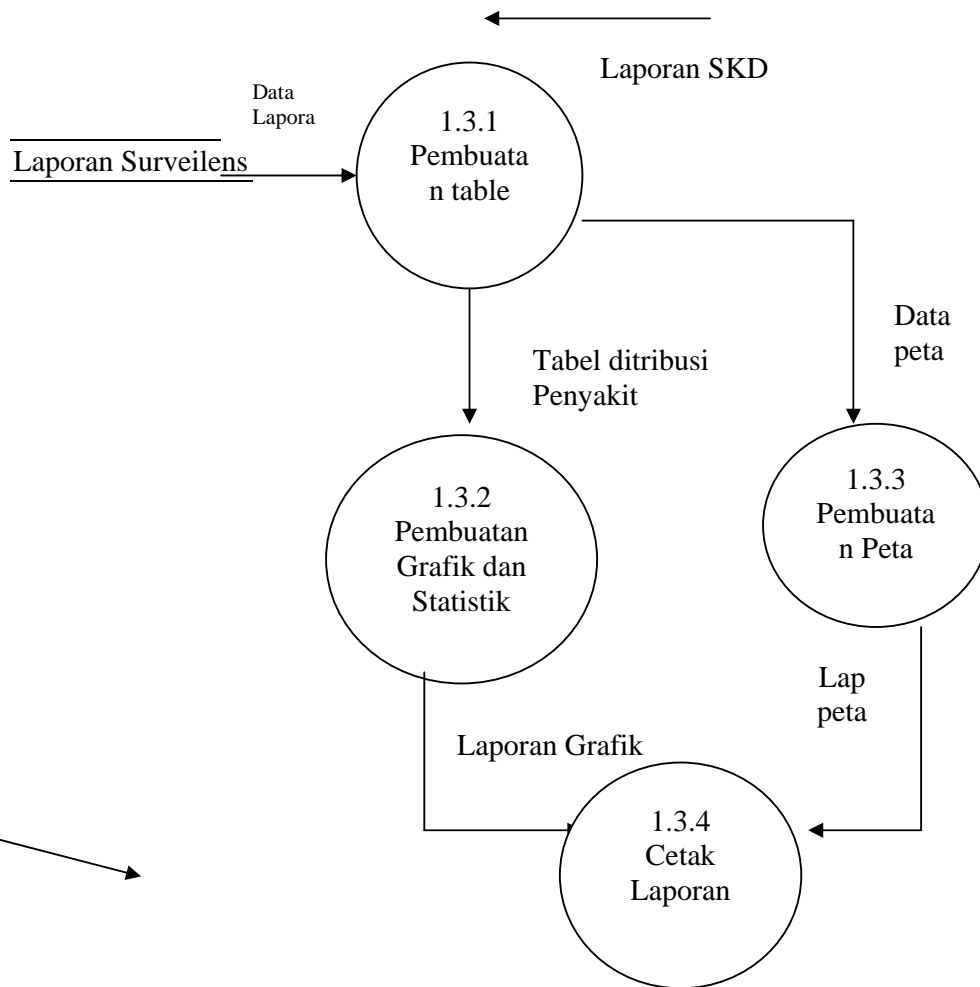 Laporan SKD
Data
Lapora
1.3.1
Pembuata
n table
Laporan Surveilens
Data
peta
Tabel ditribusi
Penyakit
1.3.2
Pembuatan
Grafik dan
Statistik
1.3.3
Pembuata
n Peta
Lap
peta
Laporan Grafik
1.3.4
Cetak
Laporan